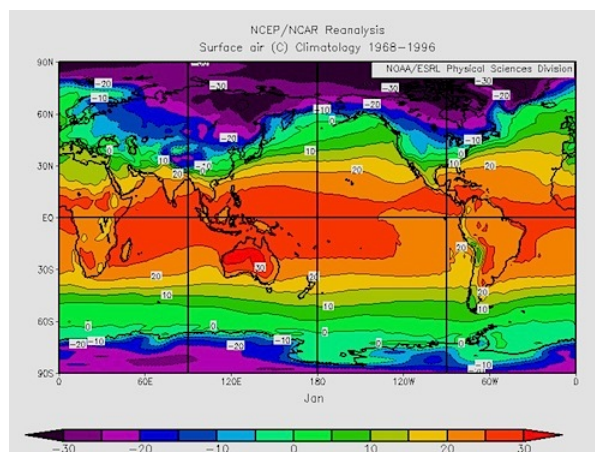 NCEP/NCAR Reanalysis
Surface air (C) Climatology 1968-1996
NOAA/ESRL Physical Sciences Division
90N
60N
30N
EQ
30S
60S
90S
0 60E 120E 180 120W 60W 0
Jan
-30 -20 -10 0 10 20 30